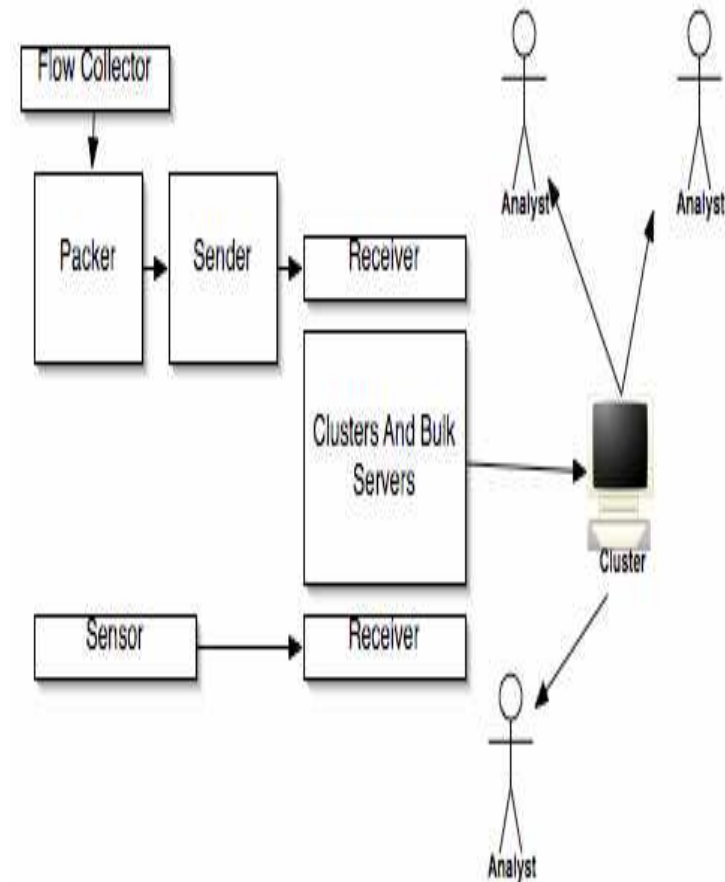 Flow Collector
Packer
Sender
Receiver
Analyst
Analyst
Clusters And Bulk
Servers
Cluster
Sensor
Receiver
Analyst